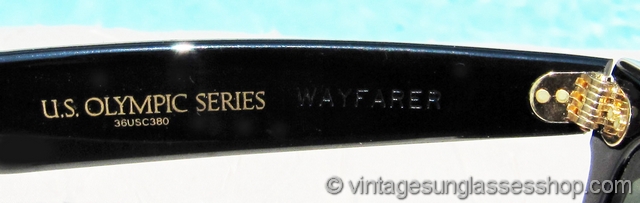 U.S. OLYMPIC SERIES WAYFARER
36USC380
© vintagesunglassesshop.com